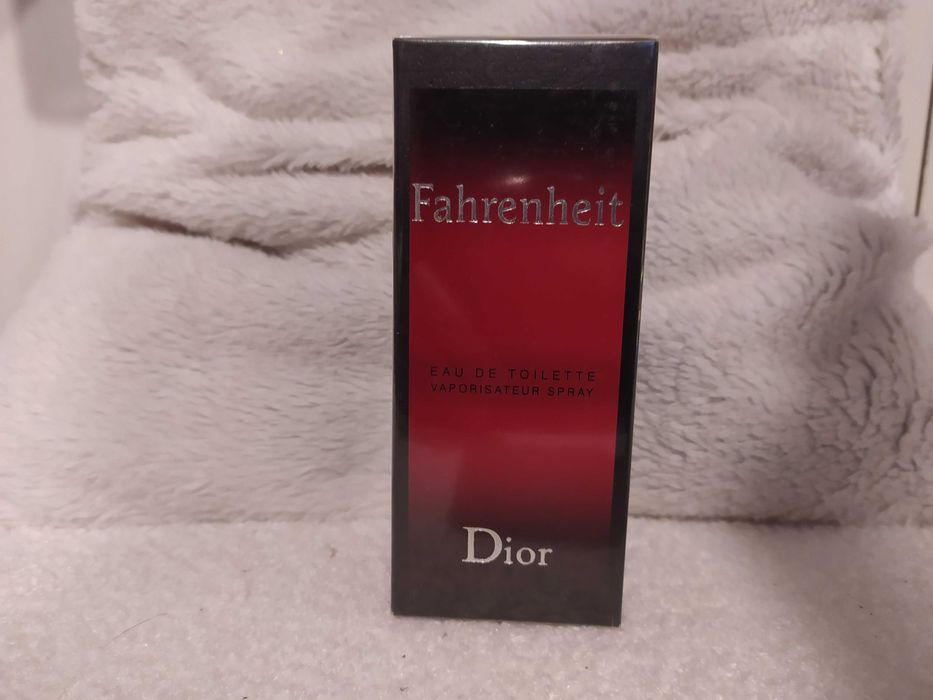 Fahrenheit
EAU DE TOILETTE
VAPORISATEUR SPRAY
Dior